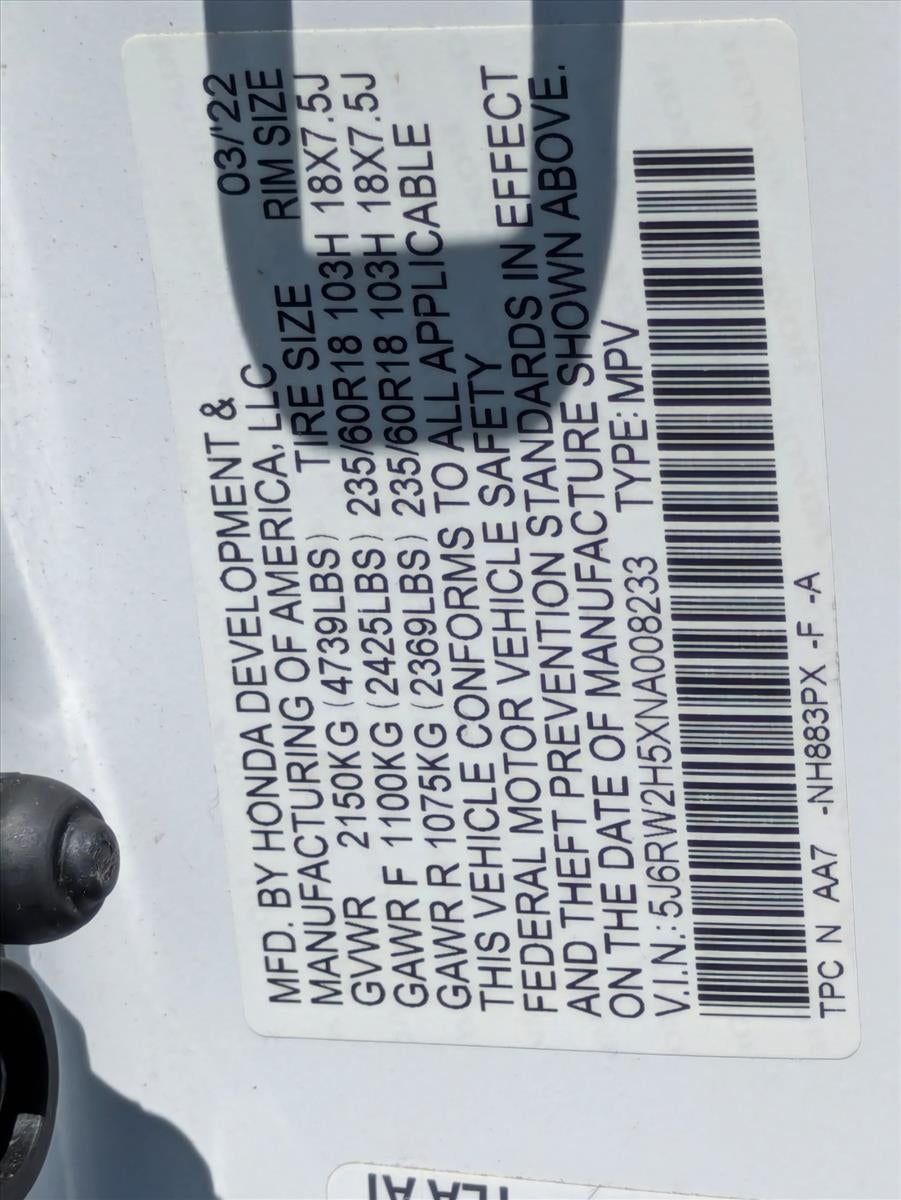 MFD. BY HONDA DEVELOPMENT & 03/'22
MANUFACTURING OF AMERICA, LLC RIM SIZE
GVWR 2150KG (4739LBS) TIRE SIZE
GAWR F 1100KG (2425LBS) 235/60R18 103H 18X7.5J
GAWR R 1075KG (2369LBS) 235/60R18 103H 18X7.5J
THIS VEHICLE CONFORMS TO ALL APPLICABLE
FEDERAL MOTOR VEHICLE SAFETY
AND THEFT PREVENTION STANDARDS IN EFFECT
ON THE DATE OF MANUFACTURE SHOWN ABOVE.
V.I.N.: 5J6RW2H5XNA008233 TYPE: MPV
TPC N AA7 -NH883PX -F -A